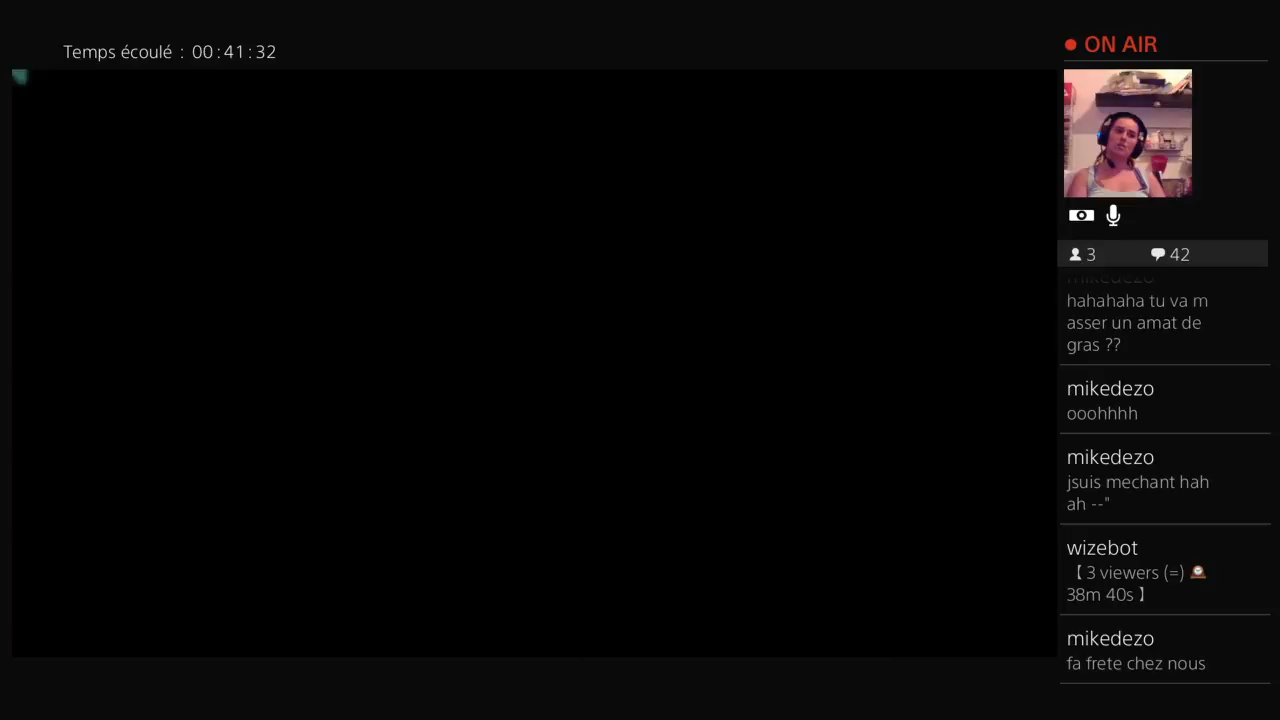 Temps écoulé : 00:41:32
ON AIR
3 42
mikedezo
hahahaha tu va m
asser un amat de
gras ??
mikedezo
ooohhhh
mikedezo
jsuis mechant hah
ah --"
wizebot
【3 viewers (=) 🕰
38m 40s】
mikedezo
fa frete chez nous